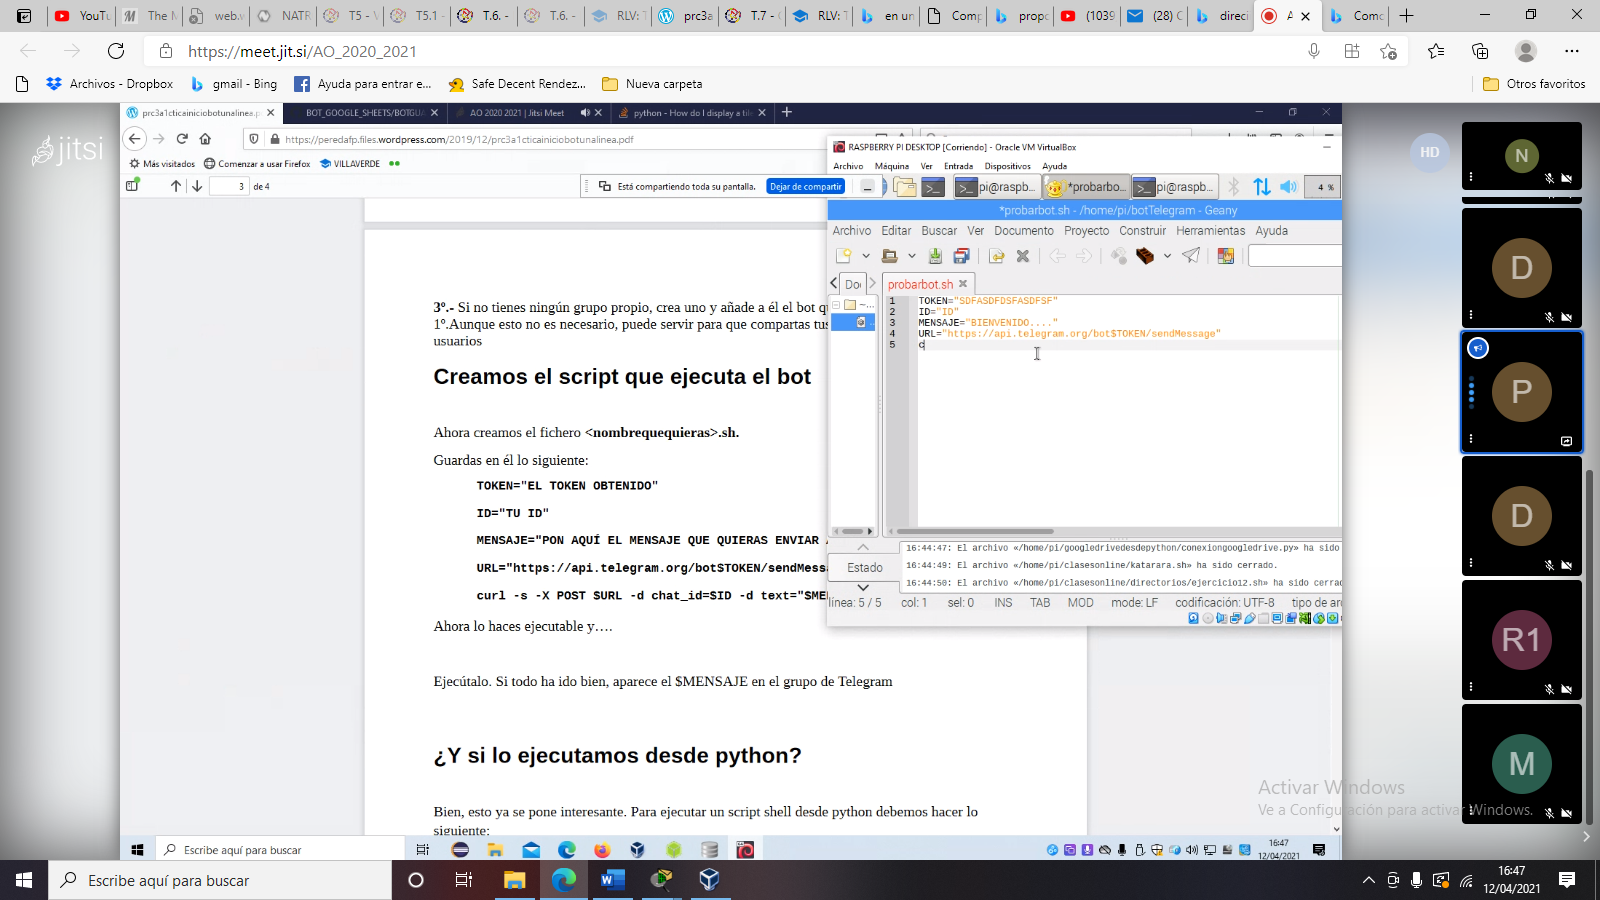 YouTu
The M
web.v
NATR
T5 - V
T5.1 -
T.6. -
T.6. -
RLV: T
prc3a
T.7 - C
RLV: T
en un
Comp
propo
(1039
(28) C
direci
A
Comc
https://meet.jit.si/AO_2020_2021
Archivos - Dropbox
gmail - Bing
Ayuda para entrar e...
Safe Decent Rendez...
Nueva carpeta
Otros favoritos
jitsi
prc3a1cticainiciobotunalinea.p
BOT_GOOGLE_SHEETS/BOTGUA
AO 2020 2021 | Jitsi Meet
python - How do I display a tile
https://peredafp.files.wordpress.com/2019/12/prc3a1cticainiciobotunalinea.pdf
Más visitados
Comenzar a usar Firefox
VILLAVERDE
3 de 4
Está compartiendo toda su pantalla.
Dejar de compartir
RASPBERRY PI DESKTOP [Corriendo] - Oracle VM VirtualBox
Archivo Máquina Ver Entrada Dispositivos Ayuda
pi@raspb...
*probarbo...
pi@raspb...
4 %
*probarbot.sh - /home/pi/botTelegram - Geany
Archivo Editar Buscar Ver Documento Proyecto Construir Herramientas Ayuda
Do
probarbot.sh
1 TOKEN="SDFASDFDSFASDFSF"
2 ID="ID"
3 MENSAJE="BIENVENIDO...."
4 URL="https://api.telegram.org/bot$TOKEN/sendMessage"
5 c
Estado
16:44:47: El archivo «/home/pi/googledrivedesdepython/conexiongoogledrive.py» ha sido
16:44:49: El archivo «/home/pi/clasesonline/katarara.sh» ha sido cerrado.
16:44:50: El archivo «/home/pi/clasesonline/directorios/ejercicio12.sh» ha sido cerrad
línea: 5 / 5 col: 1 sel: 0 INS TAB MOD mode: LF codificación: UTF-8 tipo de ar
3º.- Si no tienes ningún grupo propio, crea uno y añade a él el bot q
1º.Aunque esto no es necesario, puede servir para que compartas tus
usuarios
Creamos el script que ejecuta el bot
Ahora creamos el fichero <nombrequequieras>.sh.
Guardas en él lo siguiente:
TOKEN="EL TOKEN OBTENIDO"
ID="TU ID"
MENSAJE="PON AQUÍ EL MENSAJE QUE QUIERAS ENVIAR
URL="https://api.telegram.org/bot$TOKEN/sendMessa
curl -s -X POST $URL -d chat_id=$ID -d text="$ME
Ahora lo haces ejecutable y….
Ejecútalo. Si todo ha ido bien, aparece el $MENSAJE en el grupo de Telegram
¿Y si lo ejecutamos desde python?
Bien, esto ya se pone interesante. Para ejecutar un script shell desde python debemos hacer lo
siguiente:
HD
N
D
P
D
R1
M
Activar Windows
Ve a Configuración para activar Windows.
Escribe aquí para buscar
16:47
12/04/2021
Escribe aquí para buscar
16:47
12/04/2021